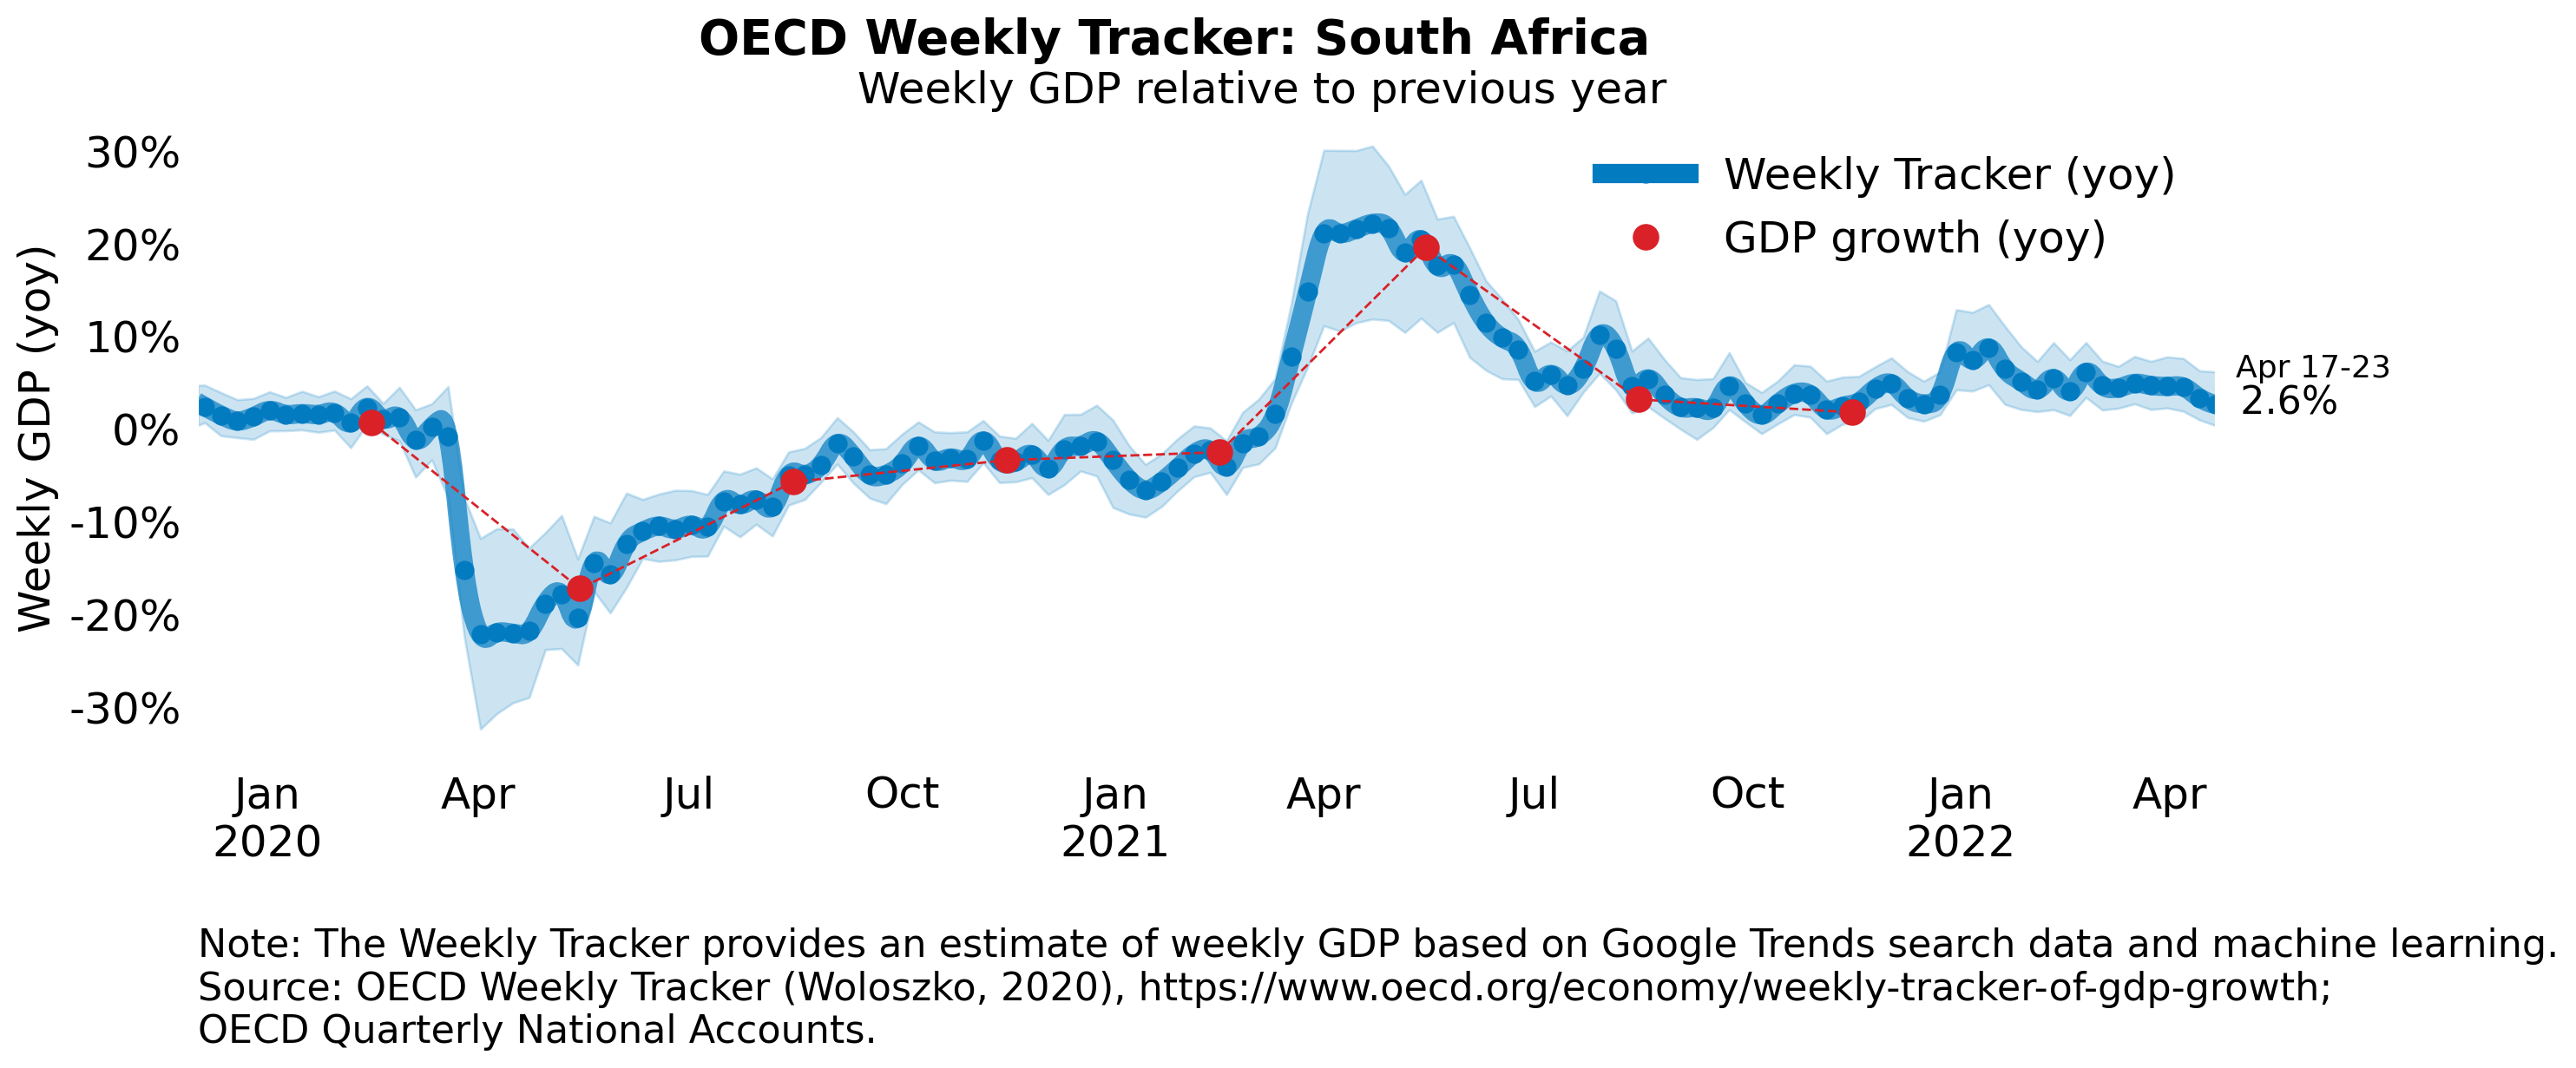 OECD Weekly Tracker: South Africa
Weekly GDP relative to previous year
Weekly GDP (yoy)
30%
20%
10%
0%
-10%
-20%
-30%
Weekly Tracker (yoy)
GDP growth (yoy)
Apr 17-23
2.6%
Jan Apr Jul Oct Jan Apr Jul Oct Jan Apr
2020 2021 2022
Note: The Weekly Tracker provides an estimate of weekly GDP based on Google Trends search data and machine learning.
Source: OECD Weekly Tracker (Woloszko, 2020), https://www.oecd.org/economy/weekly-tracker-of-gdp-growth;
OECD Quarterly National Accounts.